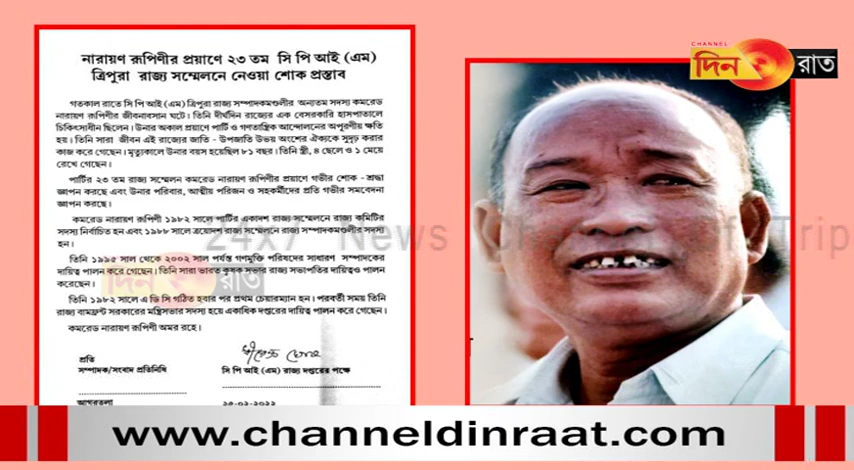 নারায়ণ রূপিণীর প্রয়াণে ২৩ তম সি পি আই (এম)
ত্রিপুরা রাজ্য সম্মেলনে নেওয়া শোক প্রস্তাব
গতকাল রাতে সি পি আই (এম) ত্রিপুরা রাজ্য সম্পাদকমণ্ডলীর অন্যতম সদস্য কমরেড
নারায়ণ রূপিণীর জীবনাবসান ঘটে। তিনি দীর্ঘদিন রাজ্যের এক বেসরকারি হাসপাতালে
চিকিৎসাধীন ছিলেন। উনার অকাল প্রয়াণে পার্টি ও গণতান্ত্রিক আন্দোলনের অপূরণীয় ক্ষতি
হয়। তিনি সারা জীবন এই রাজ্যের জাতি - উপজাতি উভয় অংশের ঐক্যকে সুদৃঢ় করার
কাজ করে গেছেন। মৃত্যুকালে উনার বয়স হয়েছিল ৮১ বছর। তিনি স্ত্রী, ৪ ছেলে ও ১ মেয়ে
রেখে গেছেন।
পার্টির ২৩ তম রাজ্য সম্মেলন কমরেড নারায়ণ রূপিণীর প্রয়াণে গভীর শোক - শ্রদ্ধা
জ্ঞাপন করছে এবং উনার পরিবার, আত্মীয় পরিজন ও সহকর্মীদের প্রতি গভীর সমবেদনা
জ্ঞাপন করছে।
কমরেড নারায়ণ রূপিণী ১৯৮২ সালে পার্টির একাদশ রাজ্য সম্মেলনে রাজ্য কমিটির
সদস্য নির্বাচিত হন এবং ১৯৮৮ সালে ত্রয়োদশ রাজ্য সম্মেলনে রাজ্য সম্পাদকমণ্ডলীর সদস্য
হন।
তিনি ১৯৯৫ সাল থেকে ২০০২ সাল পর্যন্ত গণমুক্তি পরিষদের সাধারণ সম্পাদকের
দায়িত্ব পালন করে গেছেন। তিনি সারা ভারত কৃষক সভার রাজ্য সভাপতির দায়িত্বও পালন
করেছেন।
তিনি ১৯৮২ সালে এ ডি সি গঠিত হবার পর প্রথম চেয়ারম্যান হন। পরবর্তী সময় তিনি
রাজ্য বামফ্রন্ট সরকারের মন্ত্রিসভার সদস্য হয়ে একাধিক দপ্তরের দায়িত্ব পালন করে গেছেন।
কমরেড নারায়ণ রূপিণী অমর রহে।
প্রতি
সম্পাদক/সংবাদ প্রতিনিধি
সি পি আই (এম) রাজ্য দপ্তরের পক্ষে
আগরতলা
২৫-০২-২০২২
CHANNEL
দিন রাত
24x7 News Trip
দিন রাত
www.channeldinraat.com